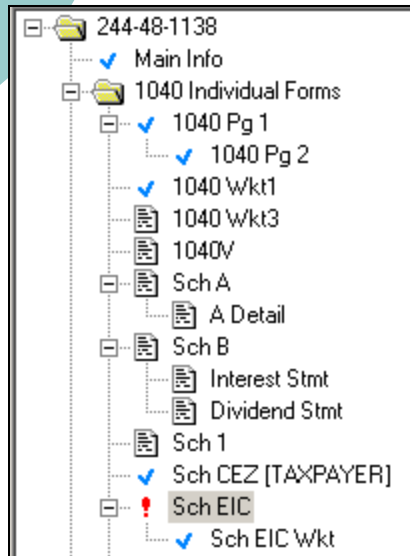 244-48-1138
Main Info
1040 Individual Forms
1040 Pg 1
1040 Pg 2
1040 Wkt1
1040 Wkt3
1040V
Sch A
A Detail
Sch B
Interest Stmt
Dividend Stmt
Sch 1
Sch CEZ [TAXPAYER]
Sch EIC
Sch EIC Wkt